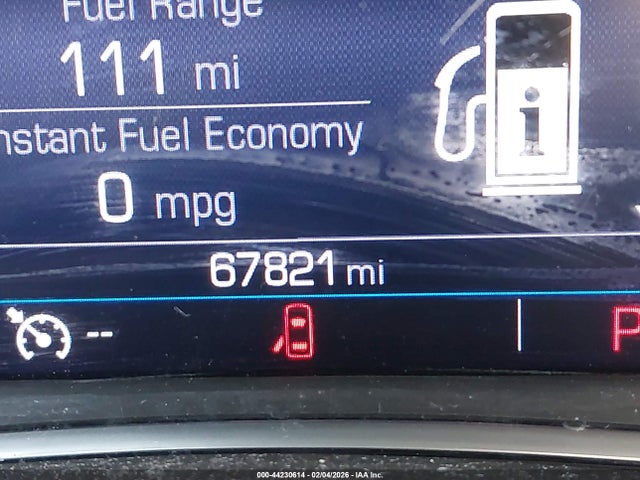 Fuel Range
111 mi
nstant Fuel Economy
0 mpg
67821 mi
--
P
000-44230614 - 02/04/2026 - IAA Inc.